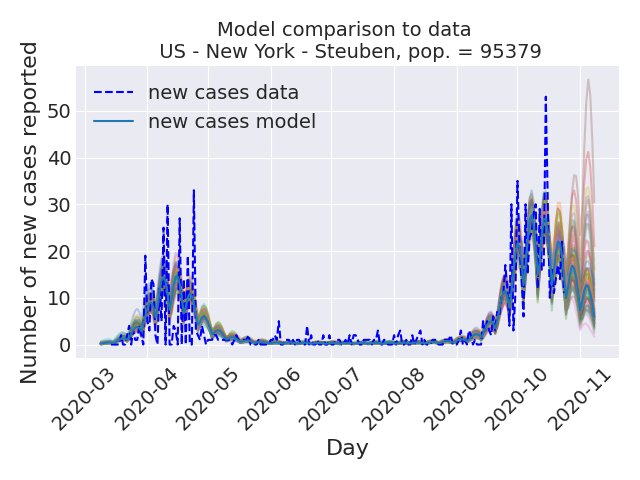 Model comparison to data
US - New York - Steuben, pop. = 95379
new cases data
new cases model
Number of new cases reported
50
40
30
20
10
0
2020-03
2020-04
2020-05
2020-06
2020-07
2020-08
2020-09
2020-10
2020-11
Day